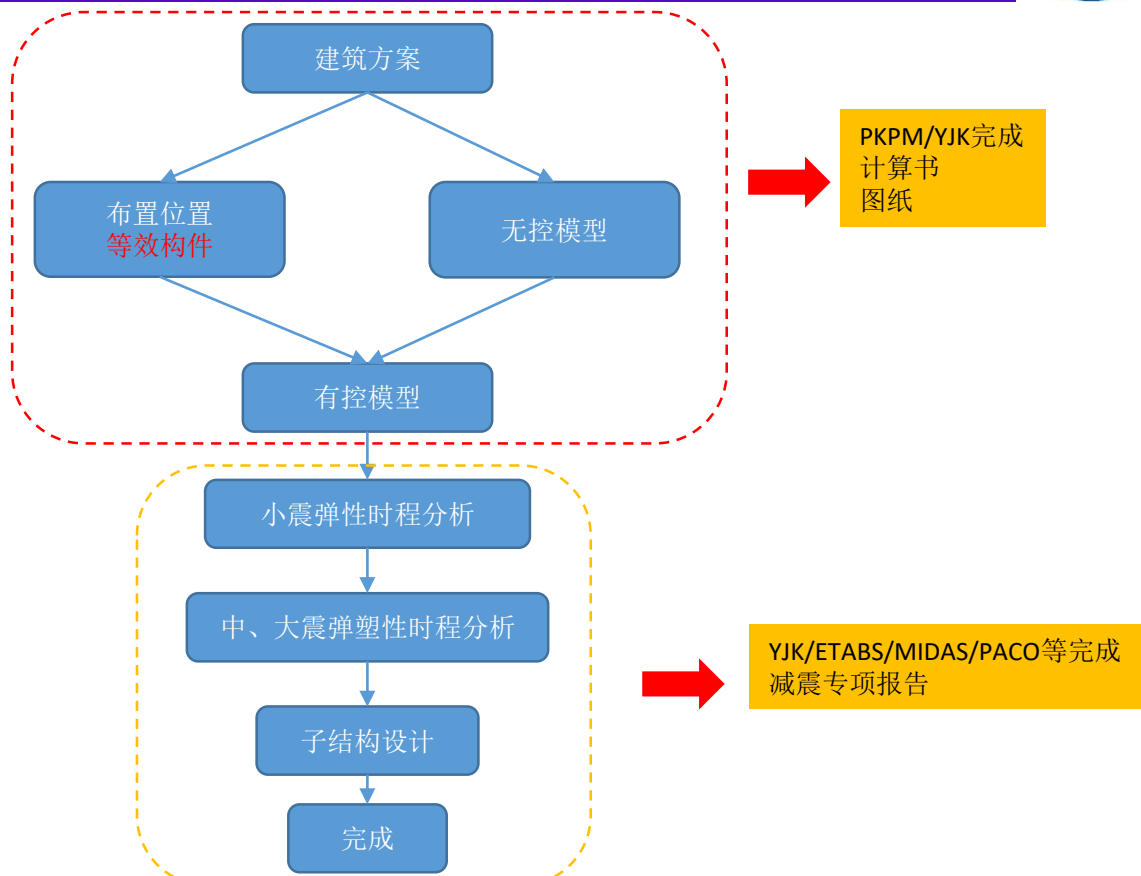 建筑方案
PKPM/YJK完成
计算书
图纸
布置位置
等效构件
无控模型
有控模型
小震弹性时程分析
中、大震弹塑性时程分析
YJK/ETABS/MIDAS/PACO等完成
减震专项报告
子结构设计
完成